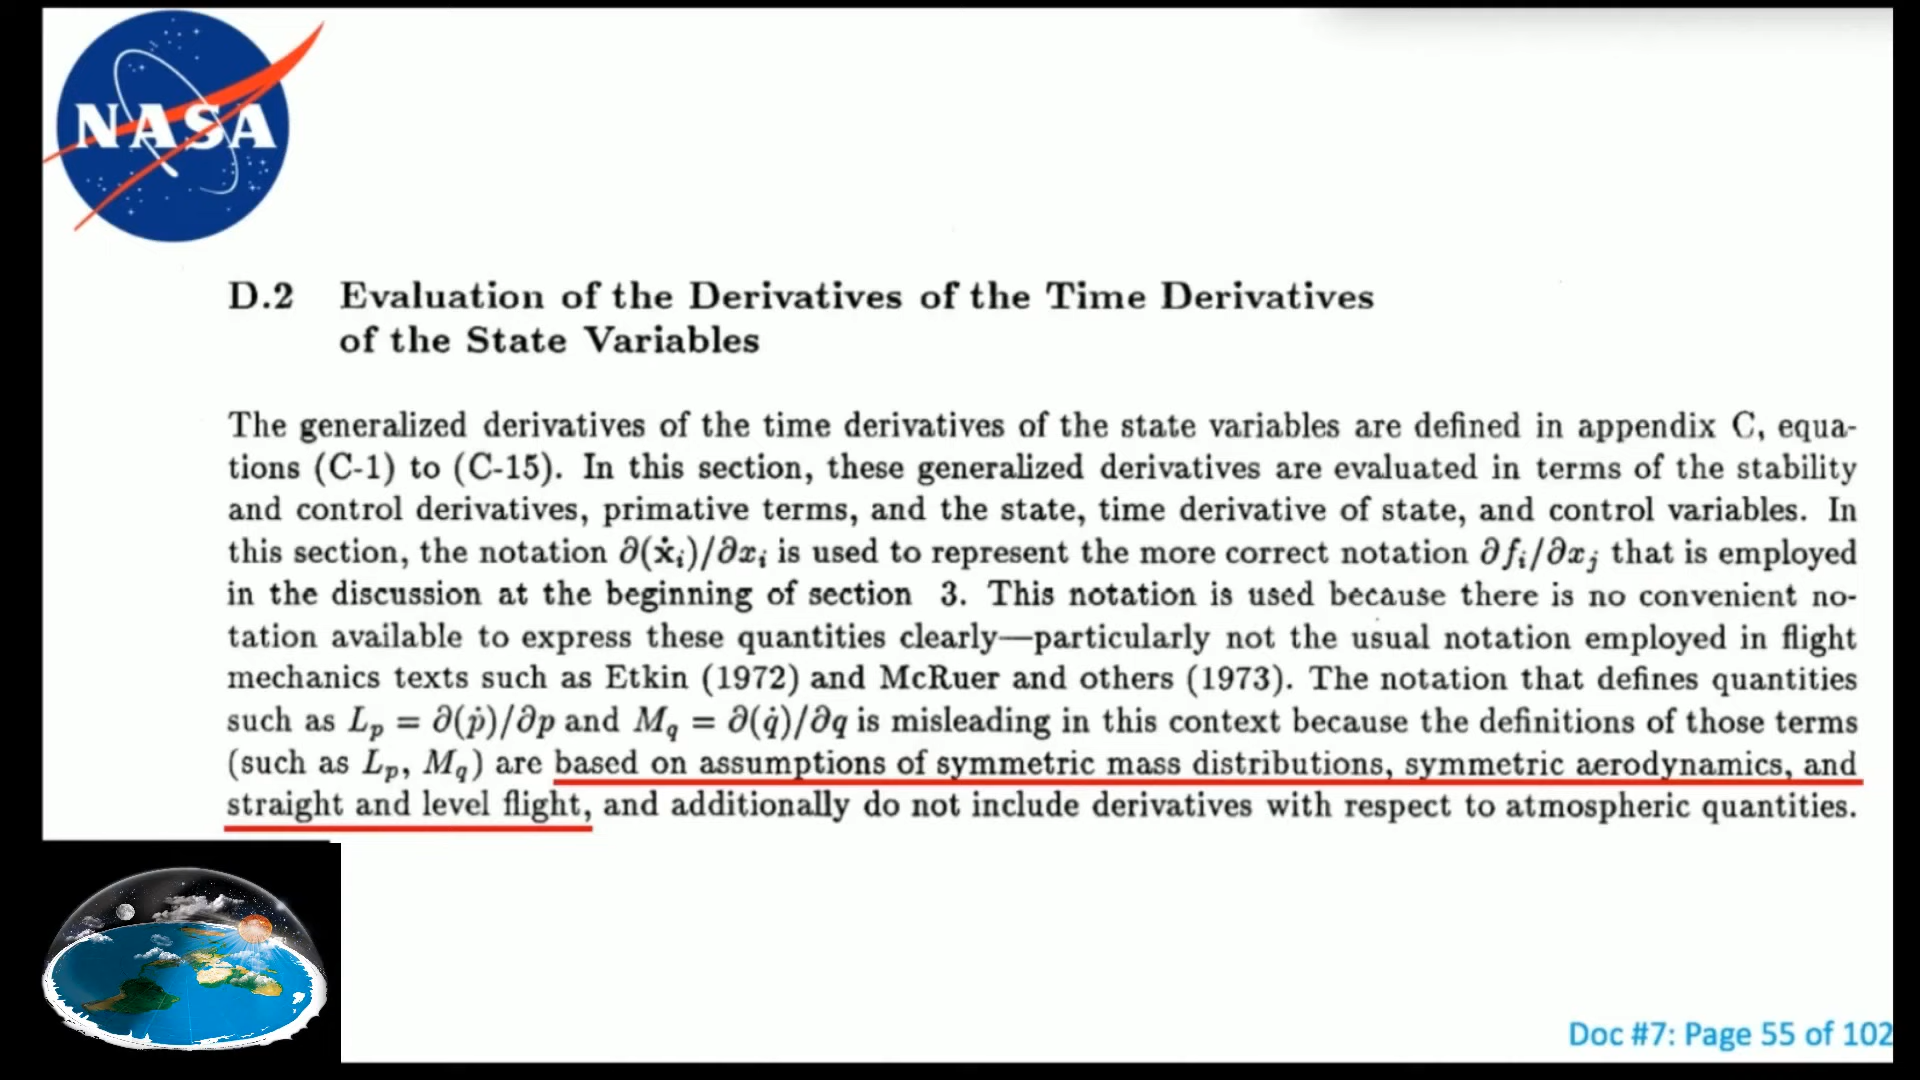 NASA
D.2 Evaluation of the Derivatives of the Time Derivatives
of the State Variables
The generalized derivatives of the time derivatives of the state variables are defined in appendix C, equa-
tions (C-1) to (C-15). In this section, these generalized derivatives are evaluated in terms of the stability
and control derivatives, primative terms, and the state, time derivative of state, and control variables. In
this section, the notation ∂(ẋᵢ)/∂xᵢ is used to represent the more correct notation ∂fᵢ/∂xⱼ that is employed
in the discussion at the beginning of section 3. This notation is used because there is no convenient no-
tation available to express these quantities clearly—particularly not the usual notation employed in flight
mechanics texts such as Etkin (1972) and McRuer and others (1973). The notation that defines quantities
such as Lₚ = ∂(ṗ)/∂p and M_q = ∂(q̇)/∂q is misleading in this context because the definitions of those terms
(such as Lₚ, M_q) are based on assumptions of symmetric mass distributions, symmetric aerodynamics, and
straight and level flight, and additionally do not include derivatives with respect to atmospheric quantities.
Doc #7: Page 55 of 102